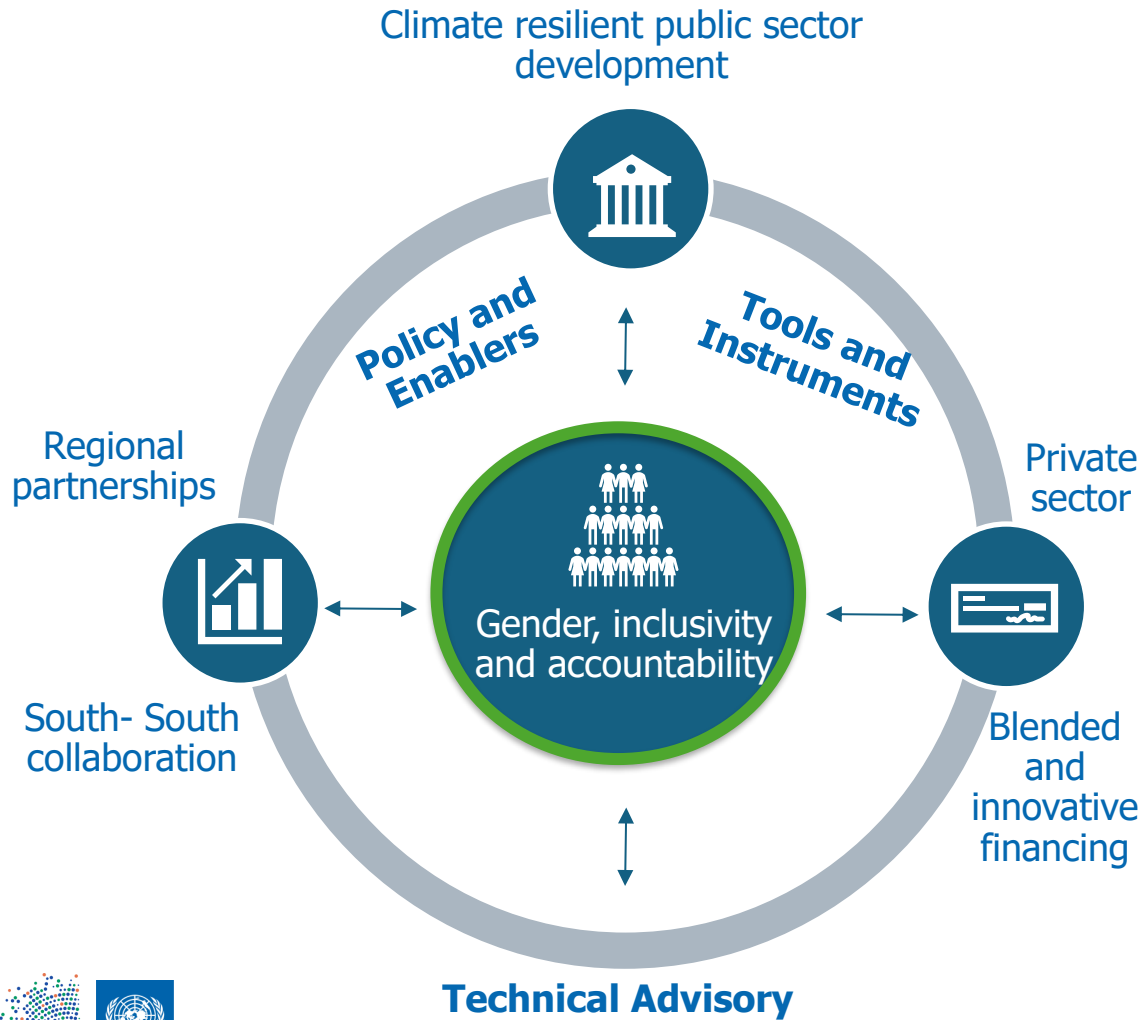 Climate resilient public sector
development
Policy and
Enablers
Tools and
Instruments
Regional
partnerships
Private
sector
Gender, inclusivity
and accountability
South- South
collaboration
Blended
and
innovative
financing
Technical Advisory